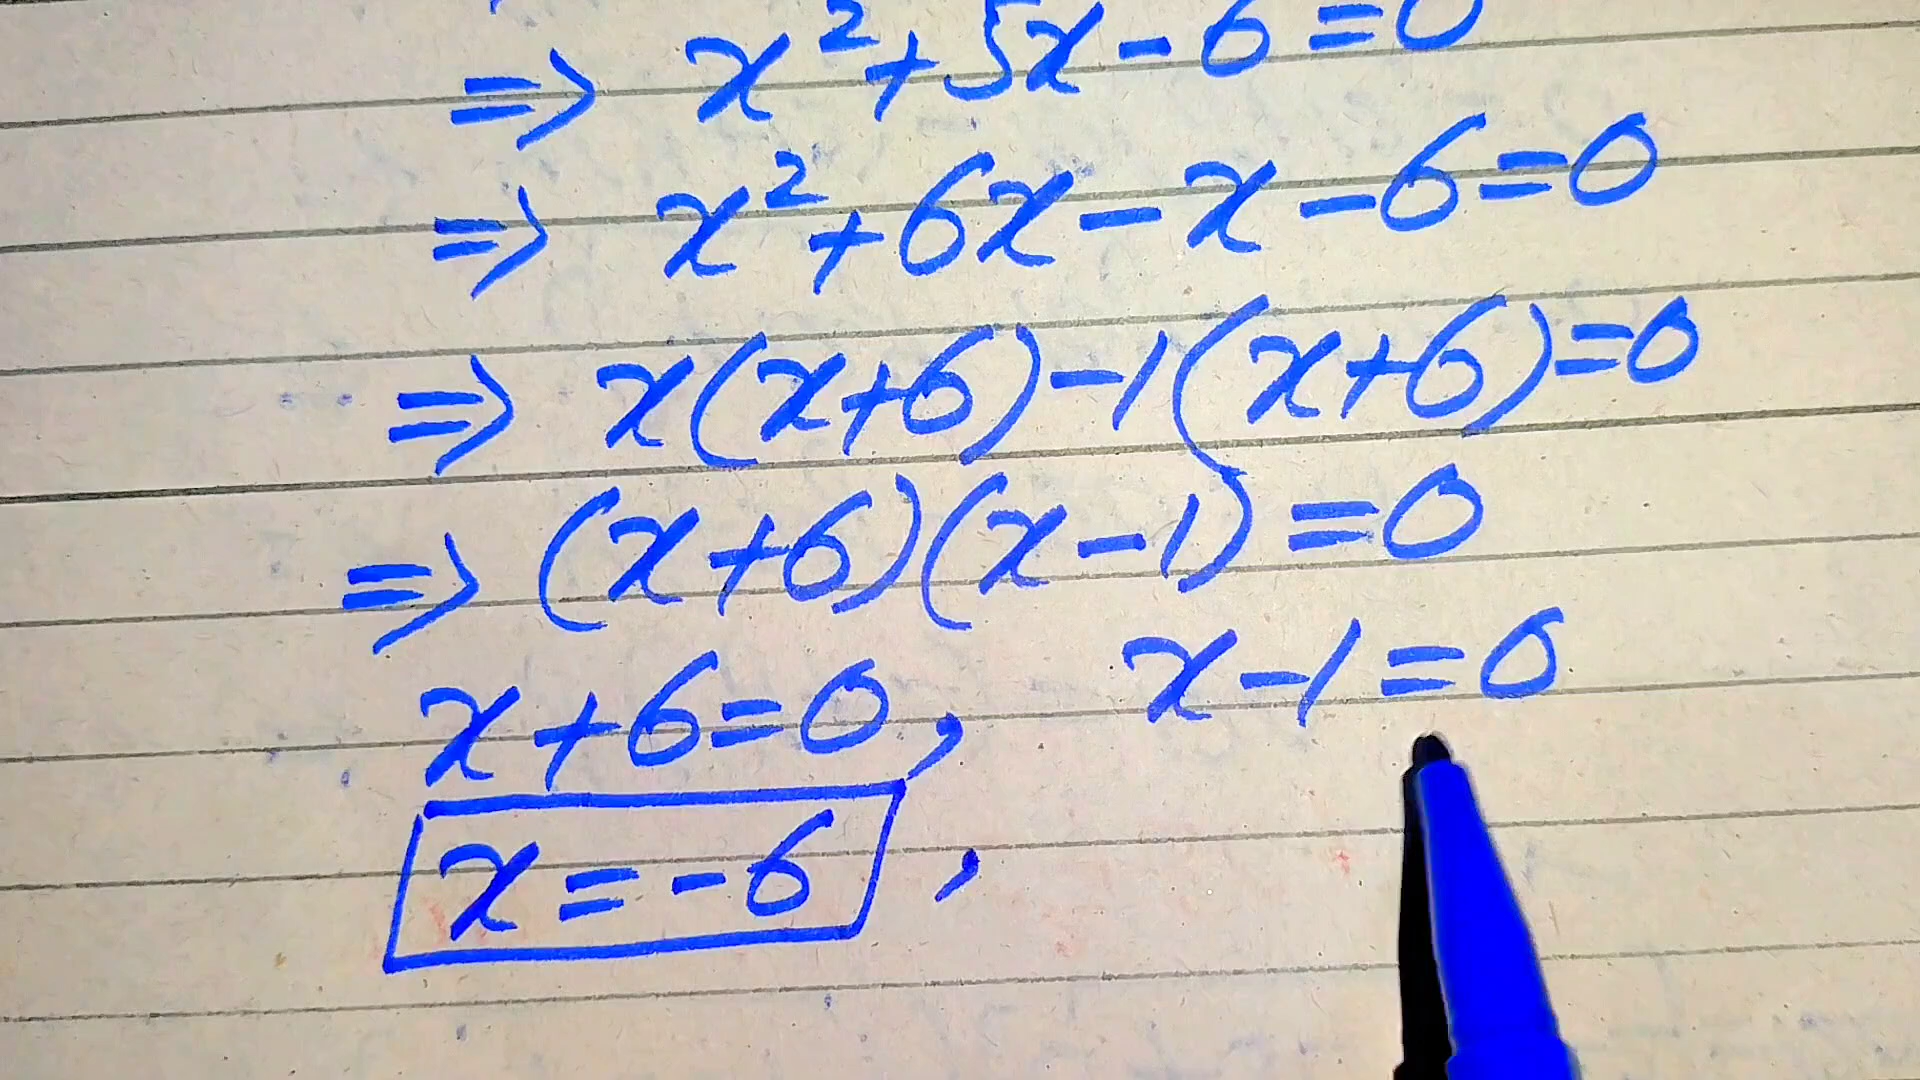 ⇒ x² + 5x - 6 = 0
⇒ x² + 6x - x - 6 = 0
⇒ x(x+6) - 1(x+6) = 0
⇒ (x+6)(x-1) = 0
x + 6 = 0 , x - 1 = 0
x = -6 ,